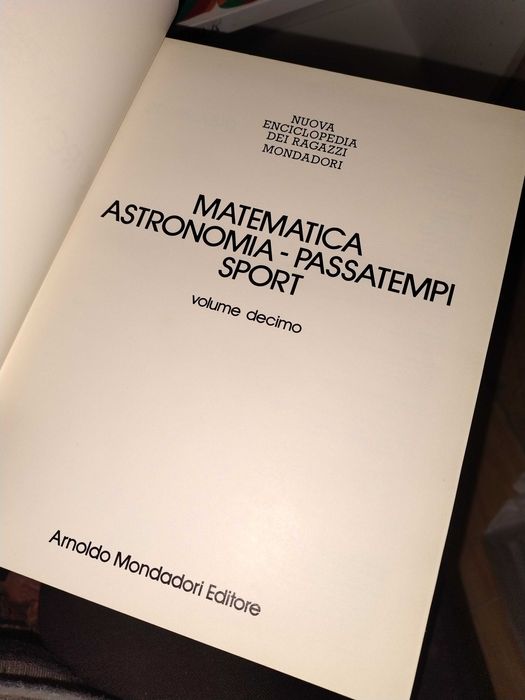 NUOVA
ENCICLOPEDIA
DEI RAGAZZI
MONDADORI
MATEMATICA
ASTRONOMIA - PASSATEMPI
SPORT
volume decimo
Arnoldo Mondadori Editore